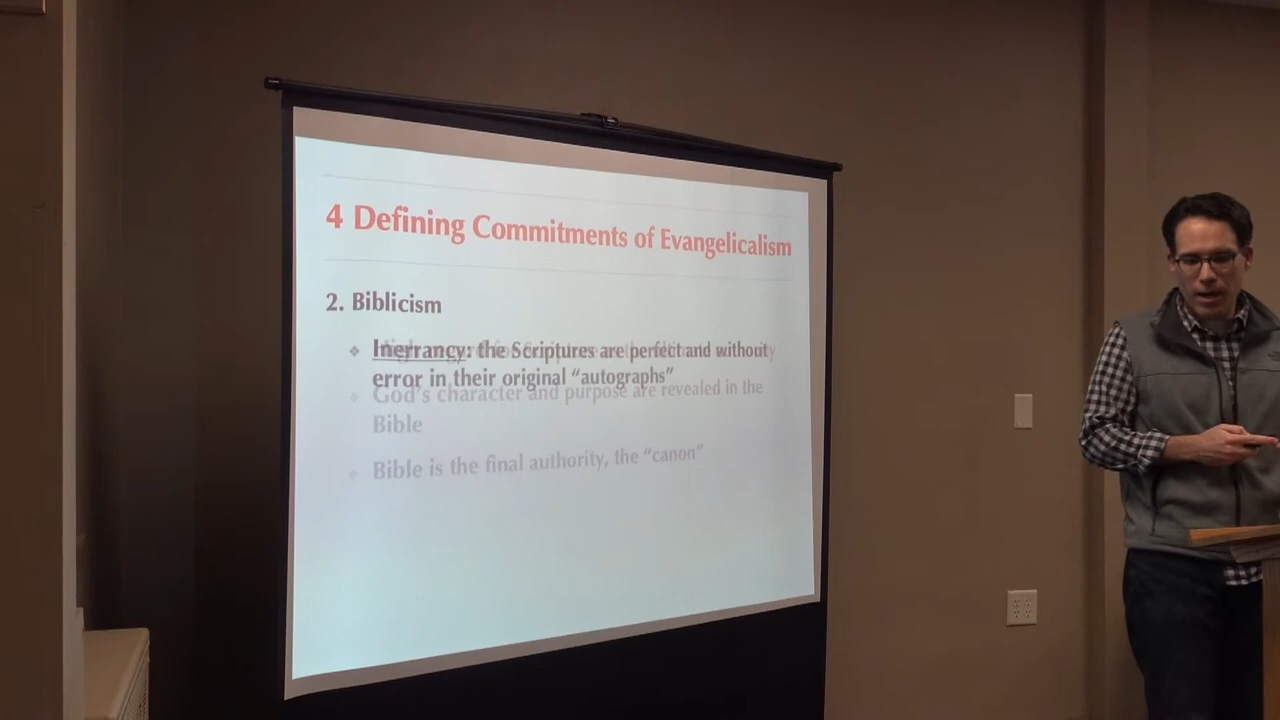 4 Defining Commitments of Evangelicalism
2. Biblicism
❖ Inerrancy: the Scriptures are perfect and without
error in their original “autographs”
❖ God's character and purpose are revealed in the
Bible
❖ Bible is the final authority, the “canon”